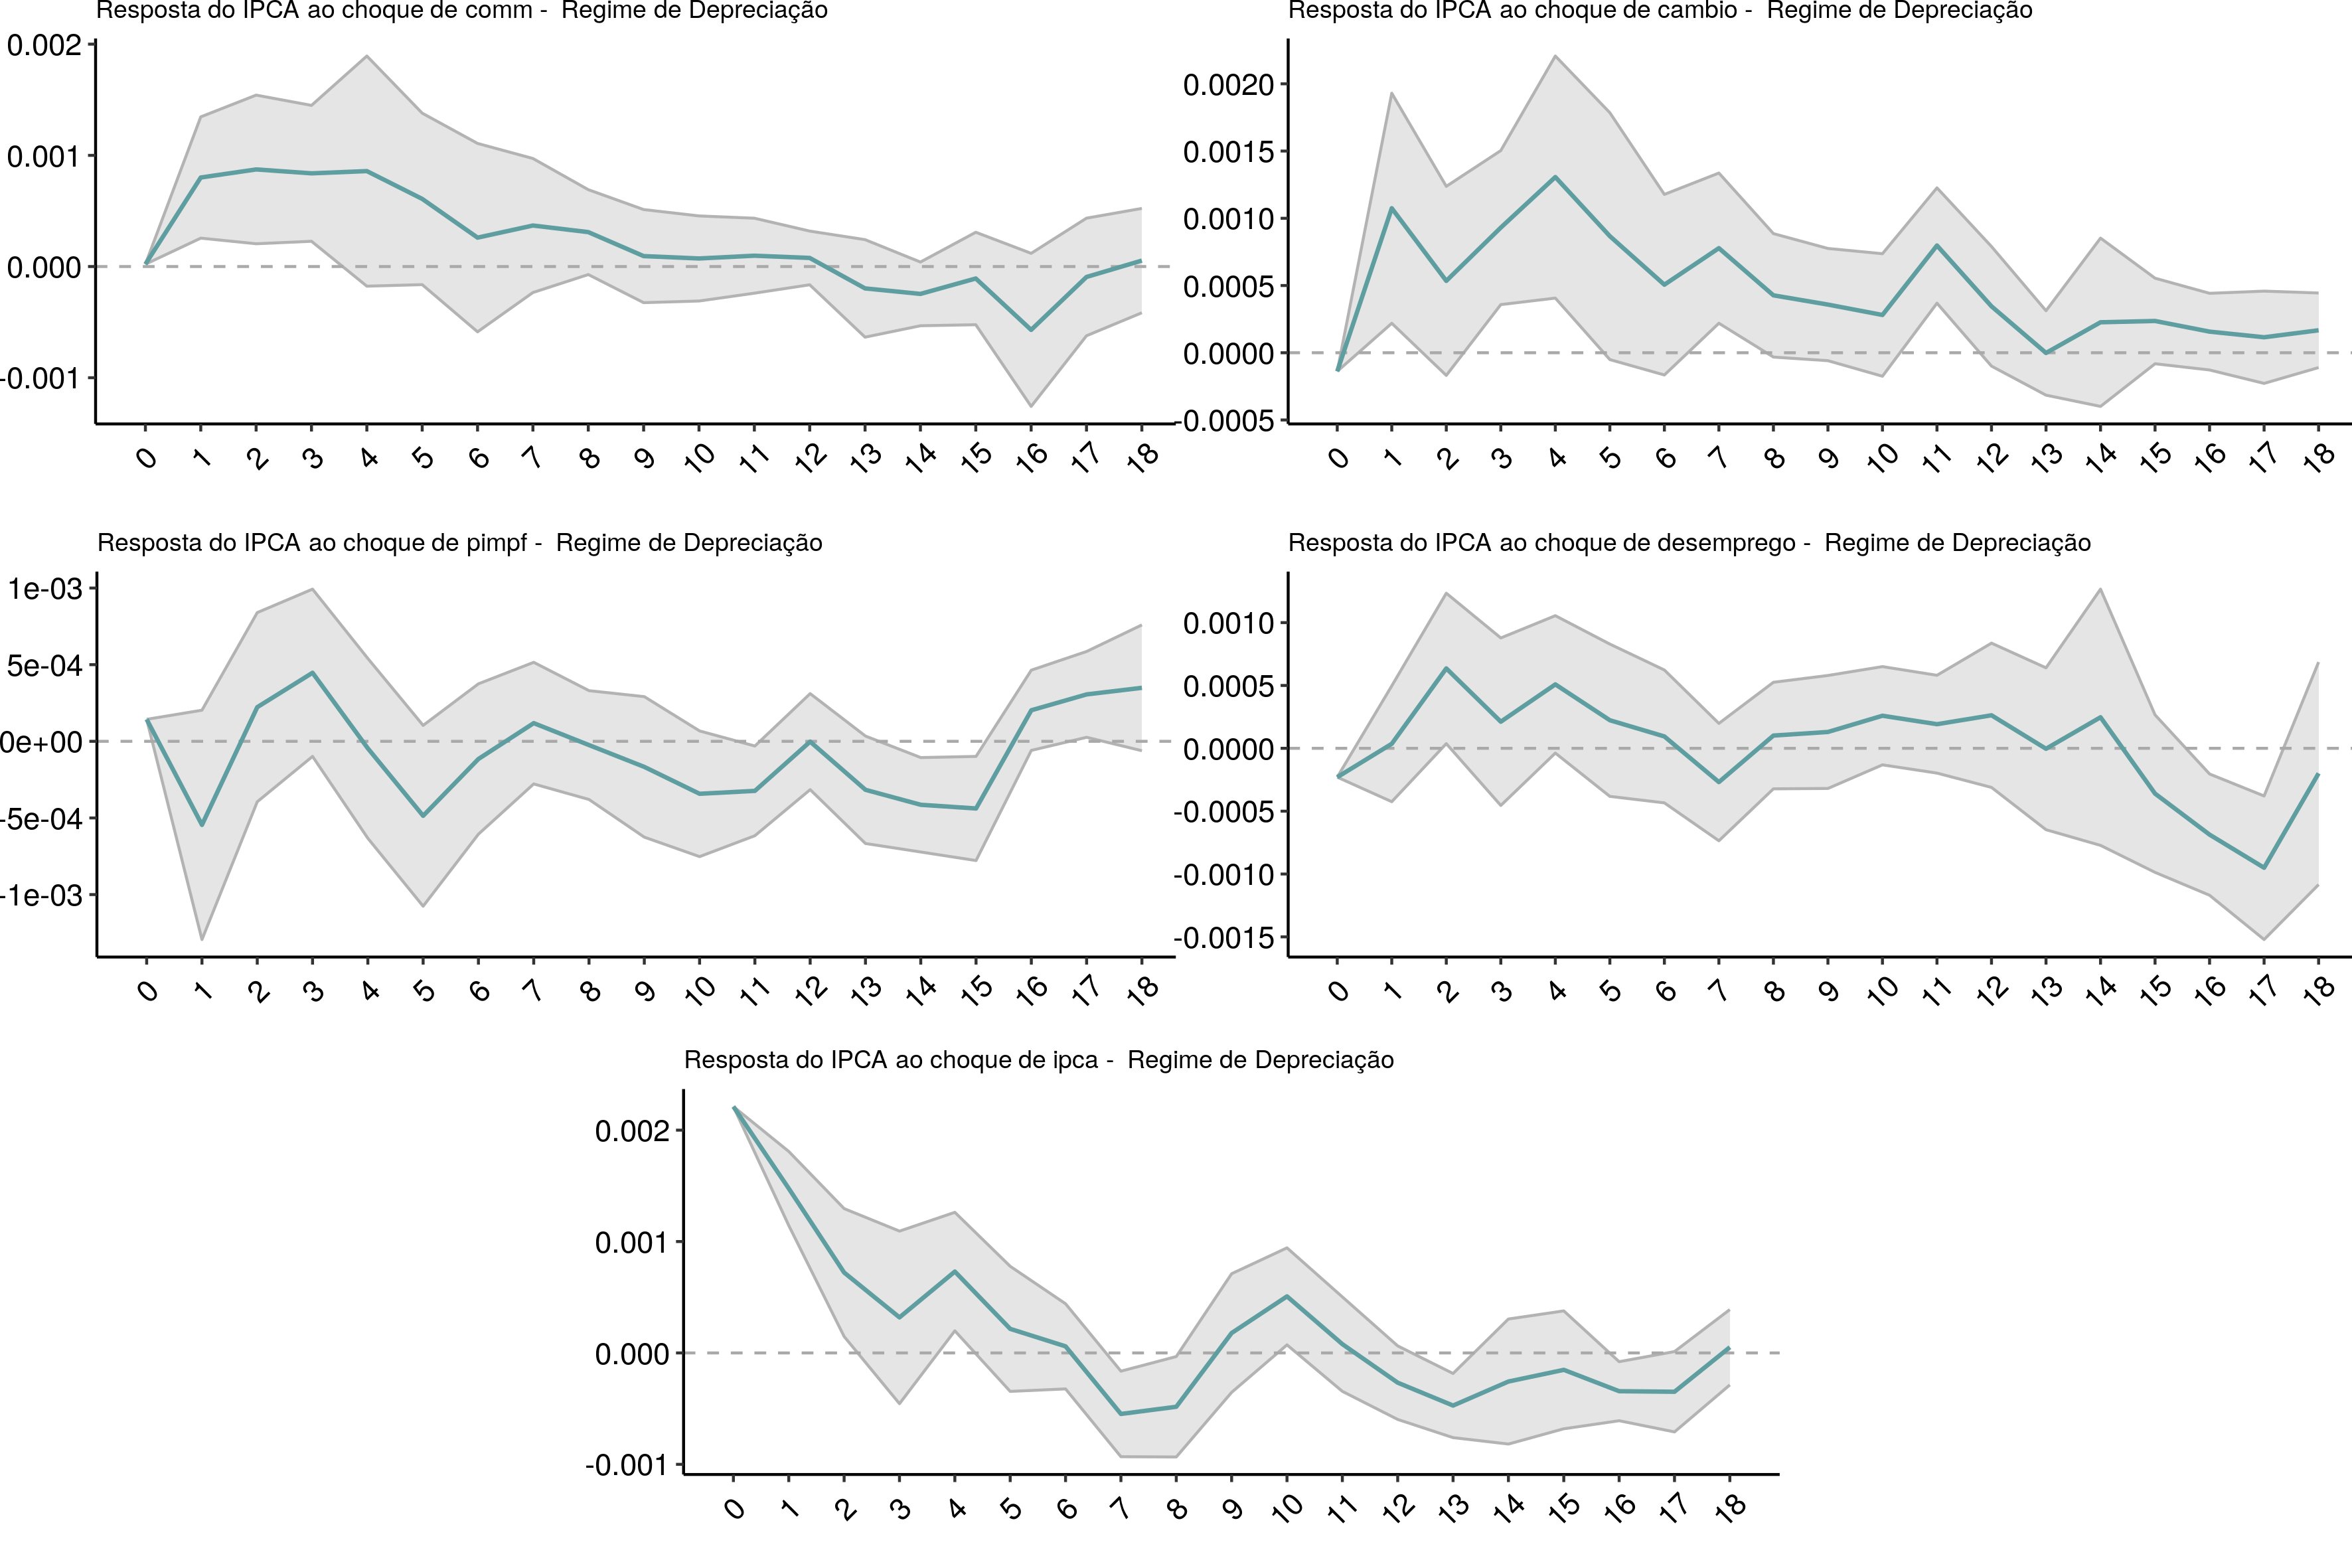 Resposta do IPCA ao choque de comm -  Regime de Depreciação
0.002
0.001
0.000
-0.001
0 1 2 3 4 5 6 7 8 9 10 11 12 13 14 15 16 17 18
Resposta do IPCA ao choque de cambio -  Regime de Depreciação
0.0020
0.0015
0.0010
0.0005
0.0000
-0.0005
0 1 2 3 4 5 6 7 8 9 10 11 12 13 14 15 16 17 18
Resposta do IPCA ao choque de pimpf -  Regime de Depreciação
1e-03
5e-04
0e+00
-5e-04
-1e-03
0 1 2 3 4 5 6 7 8 9 10 11 12 13 14 15 16 17 18
Resposta do IPCA ao choque de desemprego -  Regime de Depreciação
0.0010
0.0005
0.0000
-0.0005
-0.0010
-0.0015
0 1 2 3 4 5 6 7 8 9 10 11 12 13 14 15 16 17 18
Resposta do IPCA ao choque de ipca -  Regime de Depreciação
0.002
0.001
0.000
-0.001
0 1 2 3 4 5 6 7 8 9 10 11 12 13 14 15 16 17 18